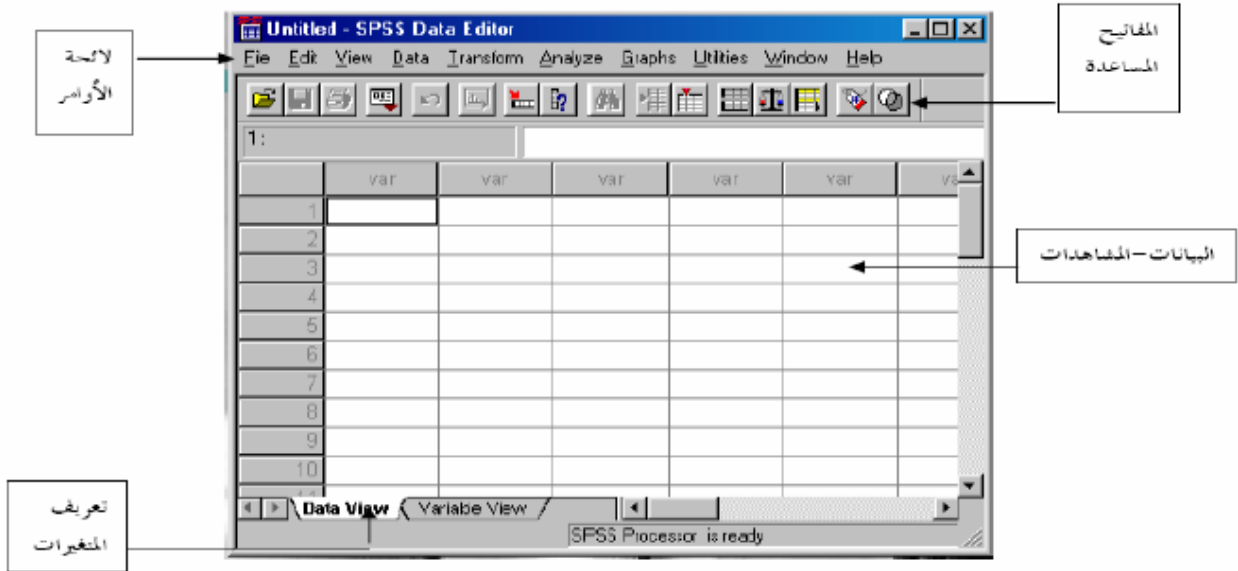 Untitled - SPSS Data Editor
File Edit View Data Transform Analyze Graphs Utilities Window Help
لائحة
الأوامر
المفاتيح
المساعدة
1:
var var var var var va
1
2
3
البيانات-المشاهدات
4
5
6
7
8
9
10
11
Data View Variable View
SPSS Processor is ready
تعريف
المتغيرات